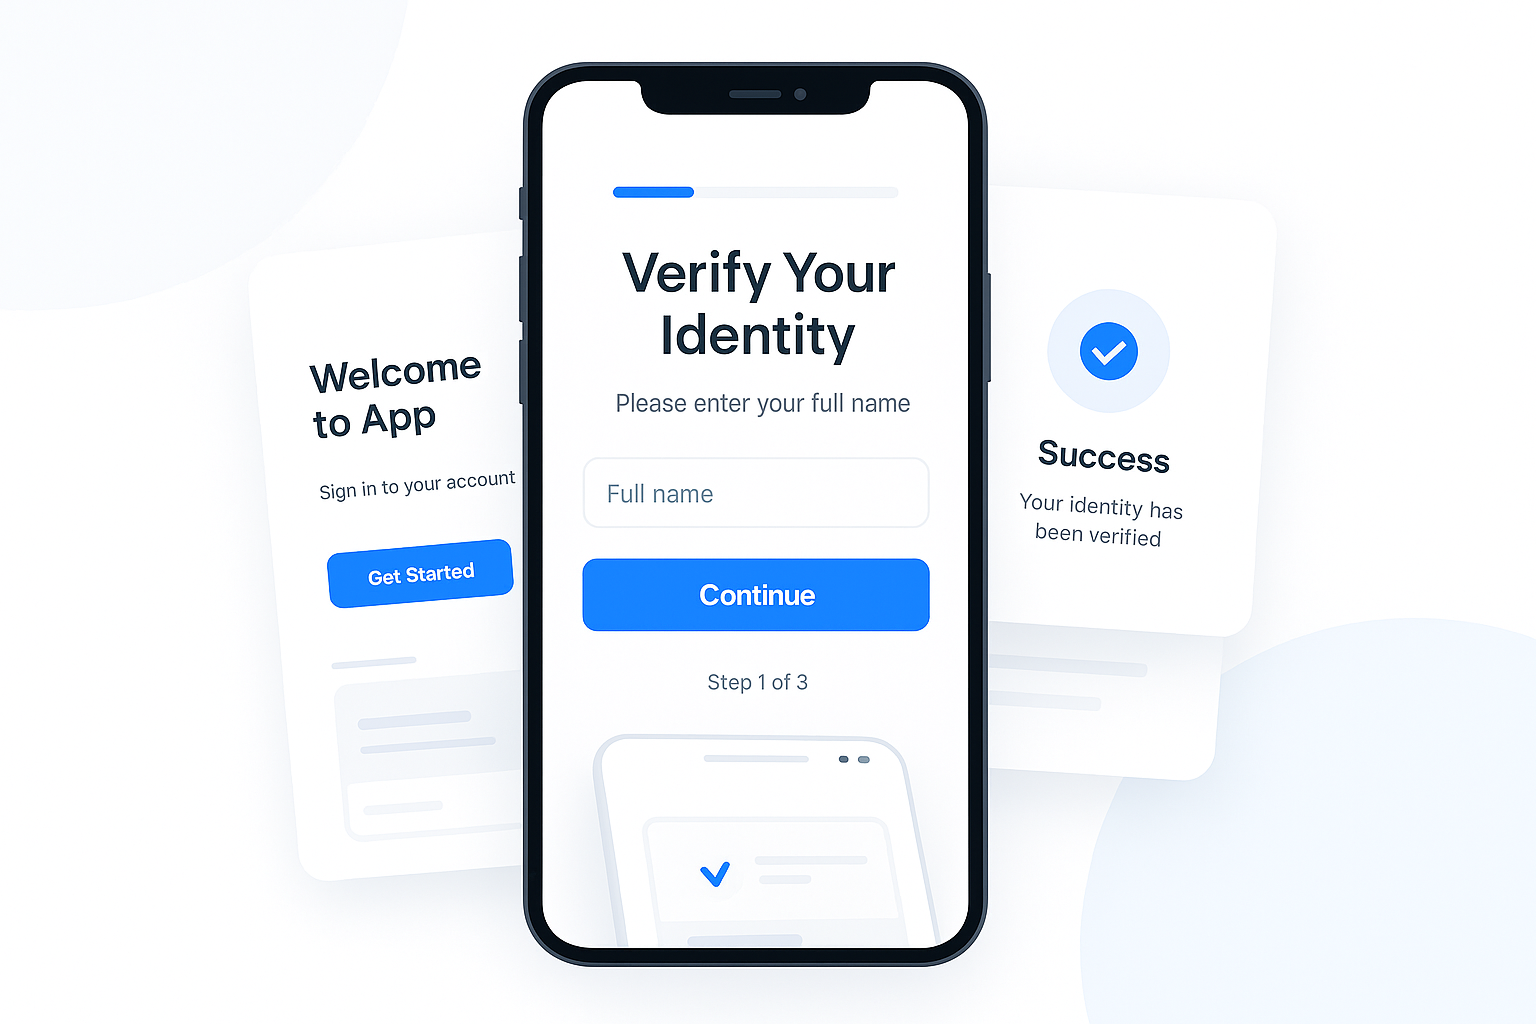 Welcome
to App
Sign in to your account
Get Started
Verify Your
Identity
Please enter your full name
Full name
Continue
Step 1 of 3
Success
Your identity has
been verified